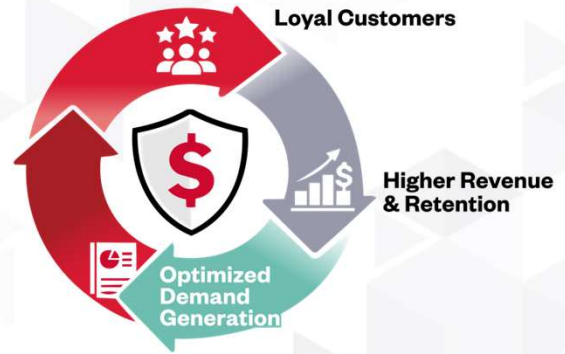 Loyal Customers
Higher Revenue
& Retention
Optimized
Demand
Generation
$
$